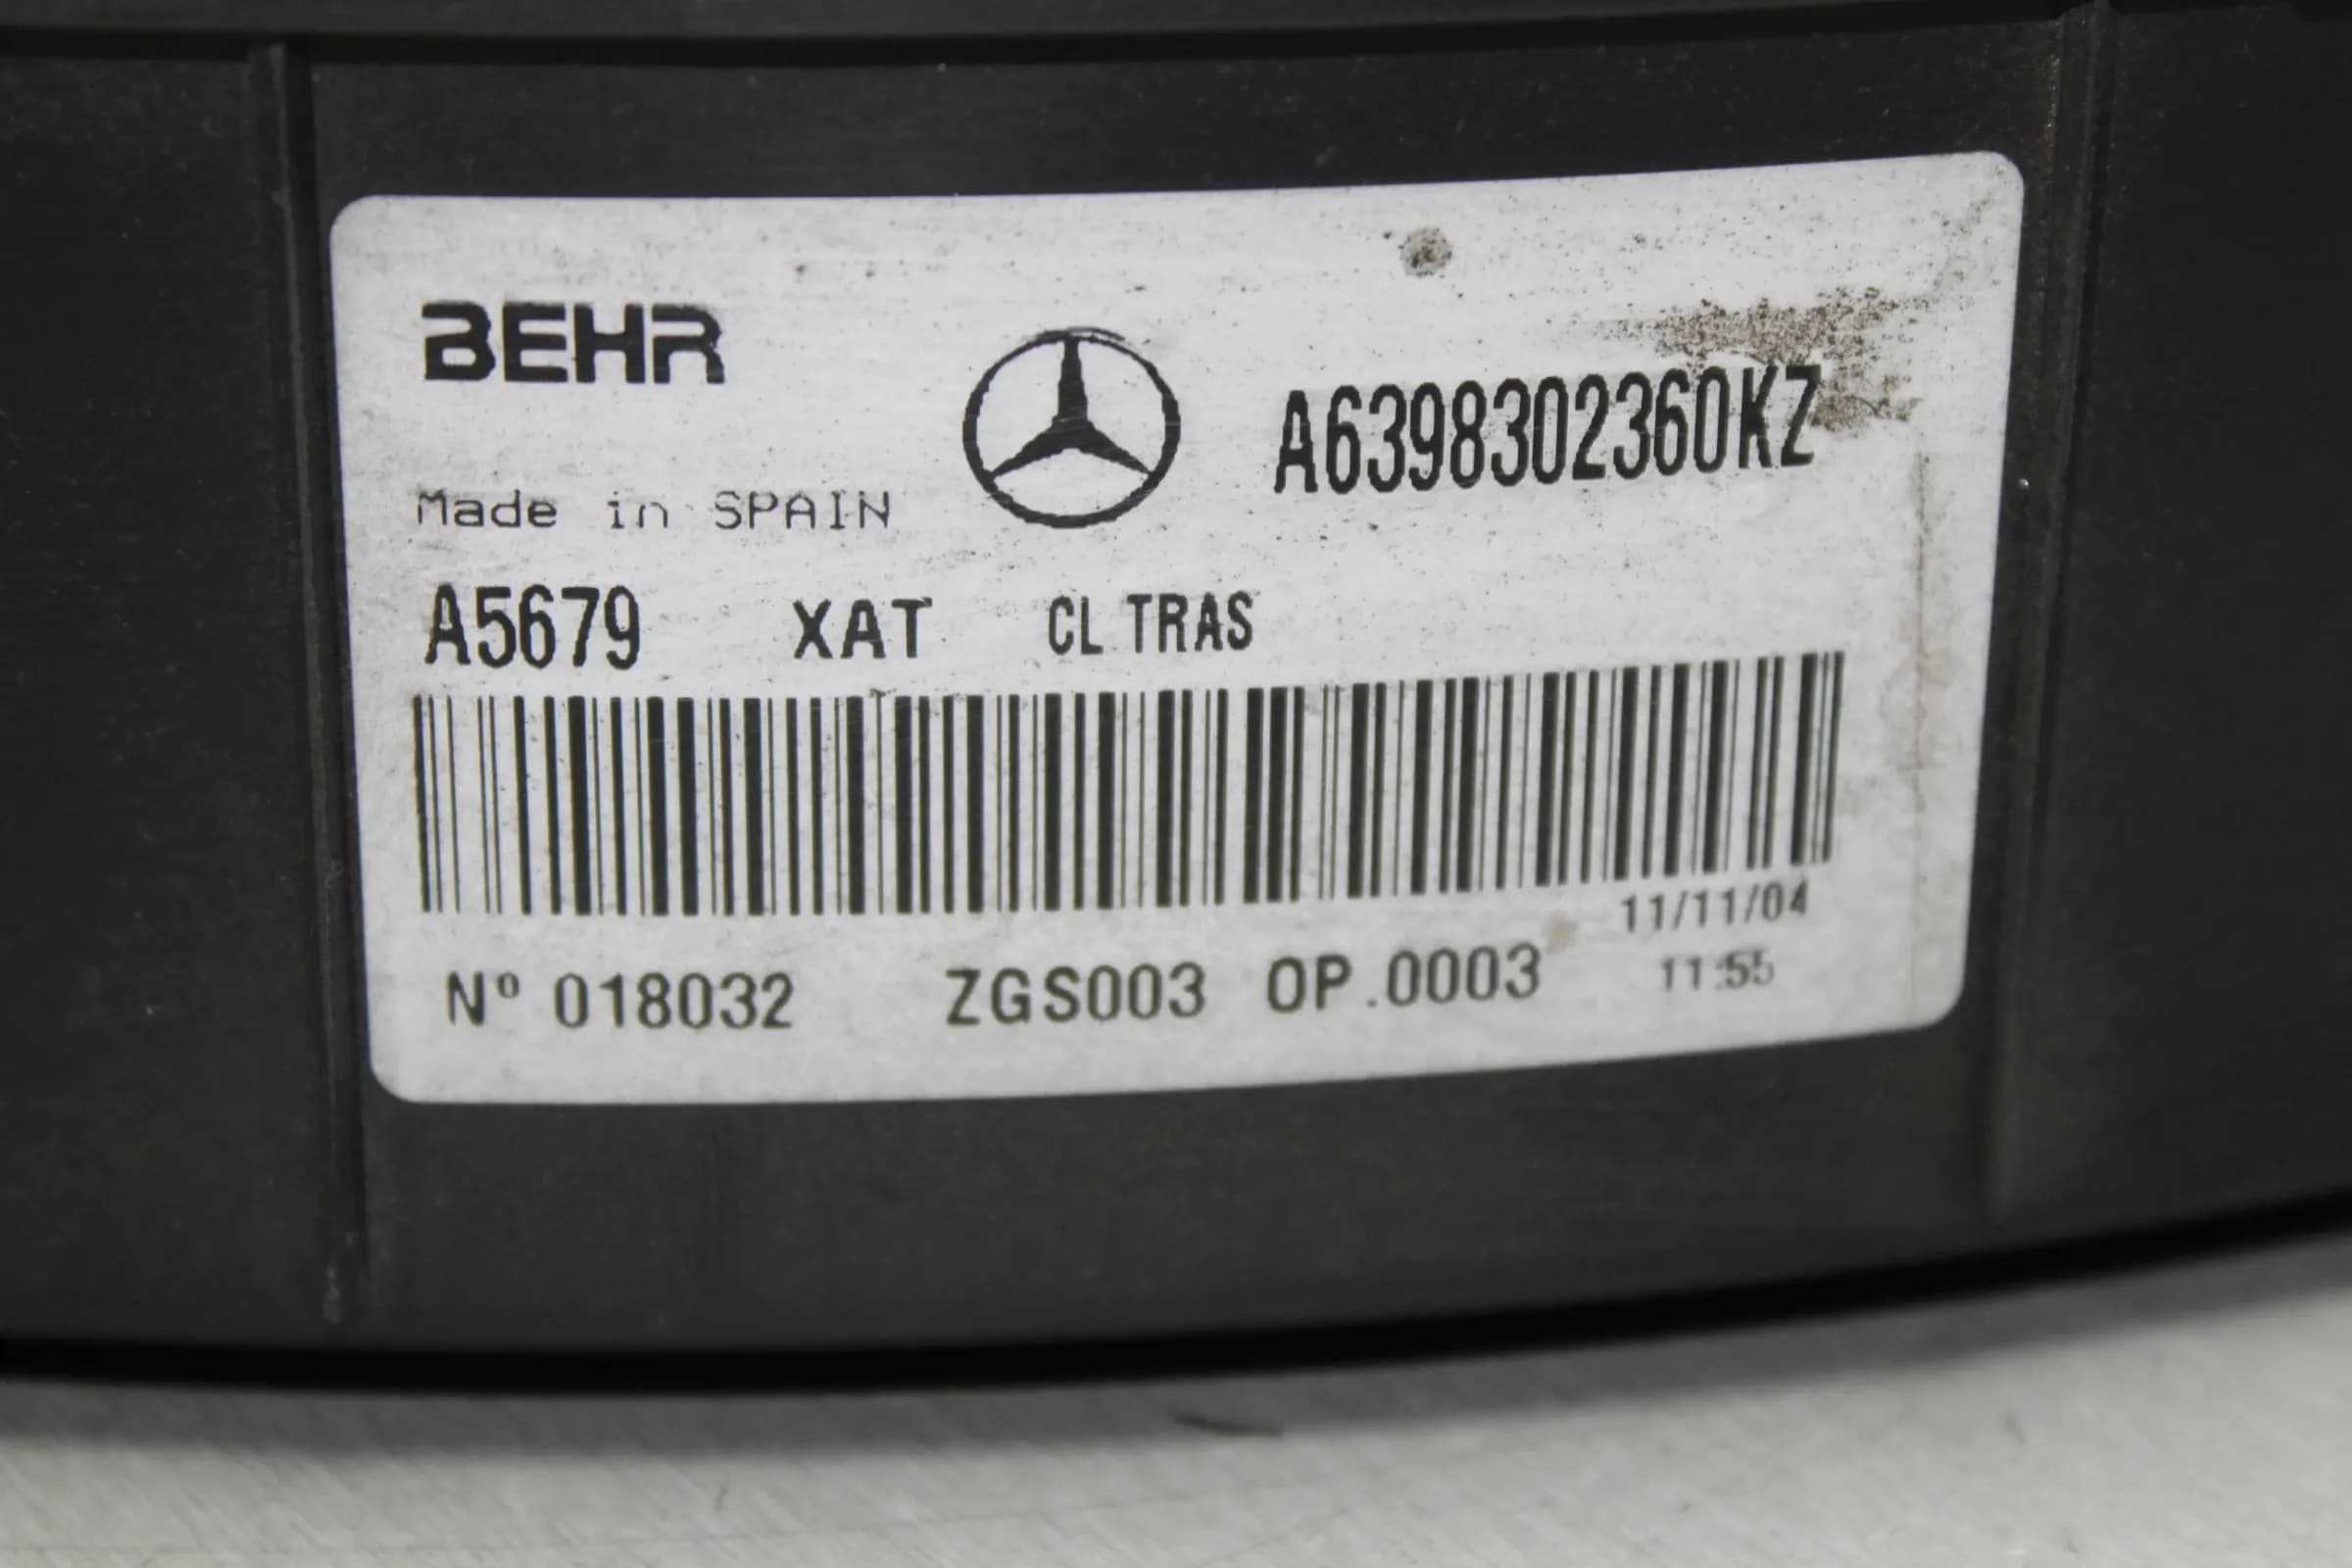 BEHR
A6398302360KZ
Made in SPAIN
A5679 XAT CL TRAS
11/11/04
Nº 018032 ZGS003 OP.0003 11:55